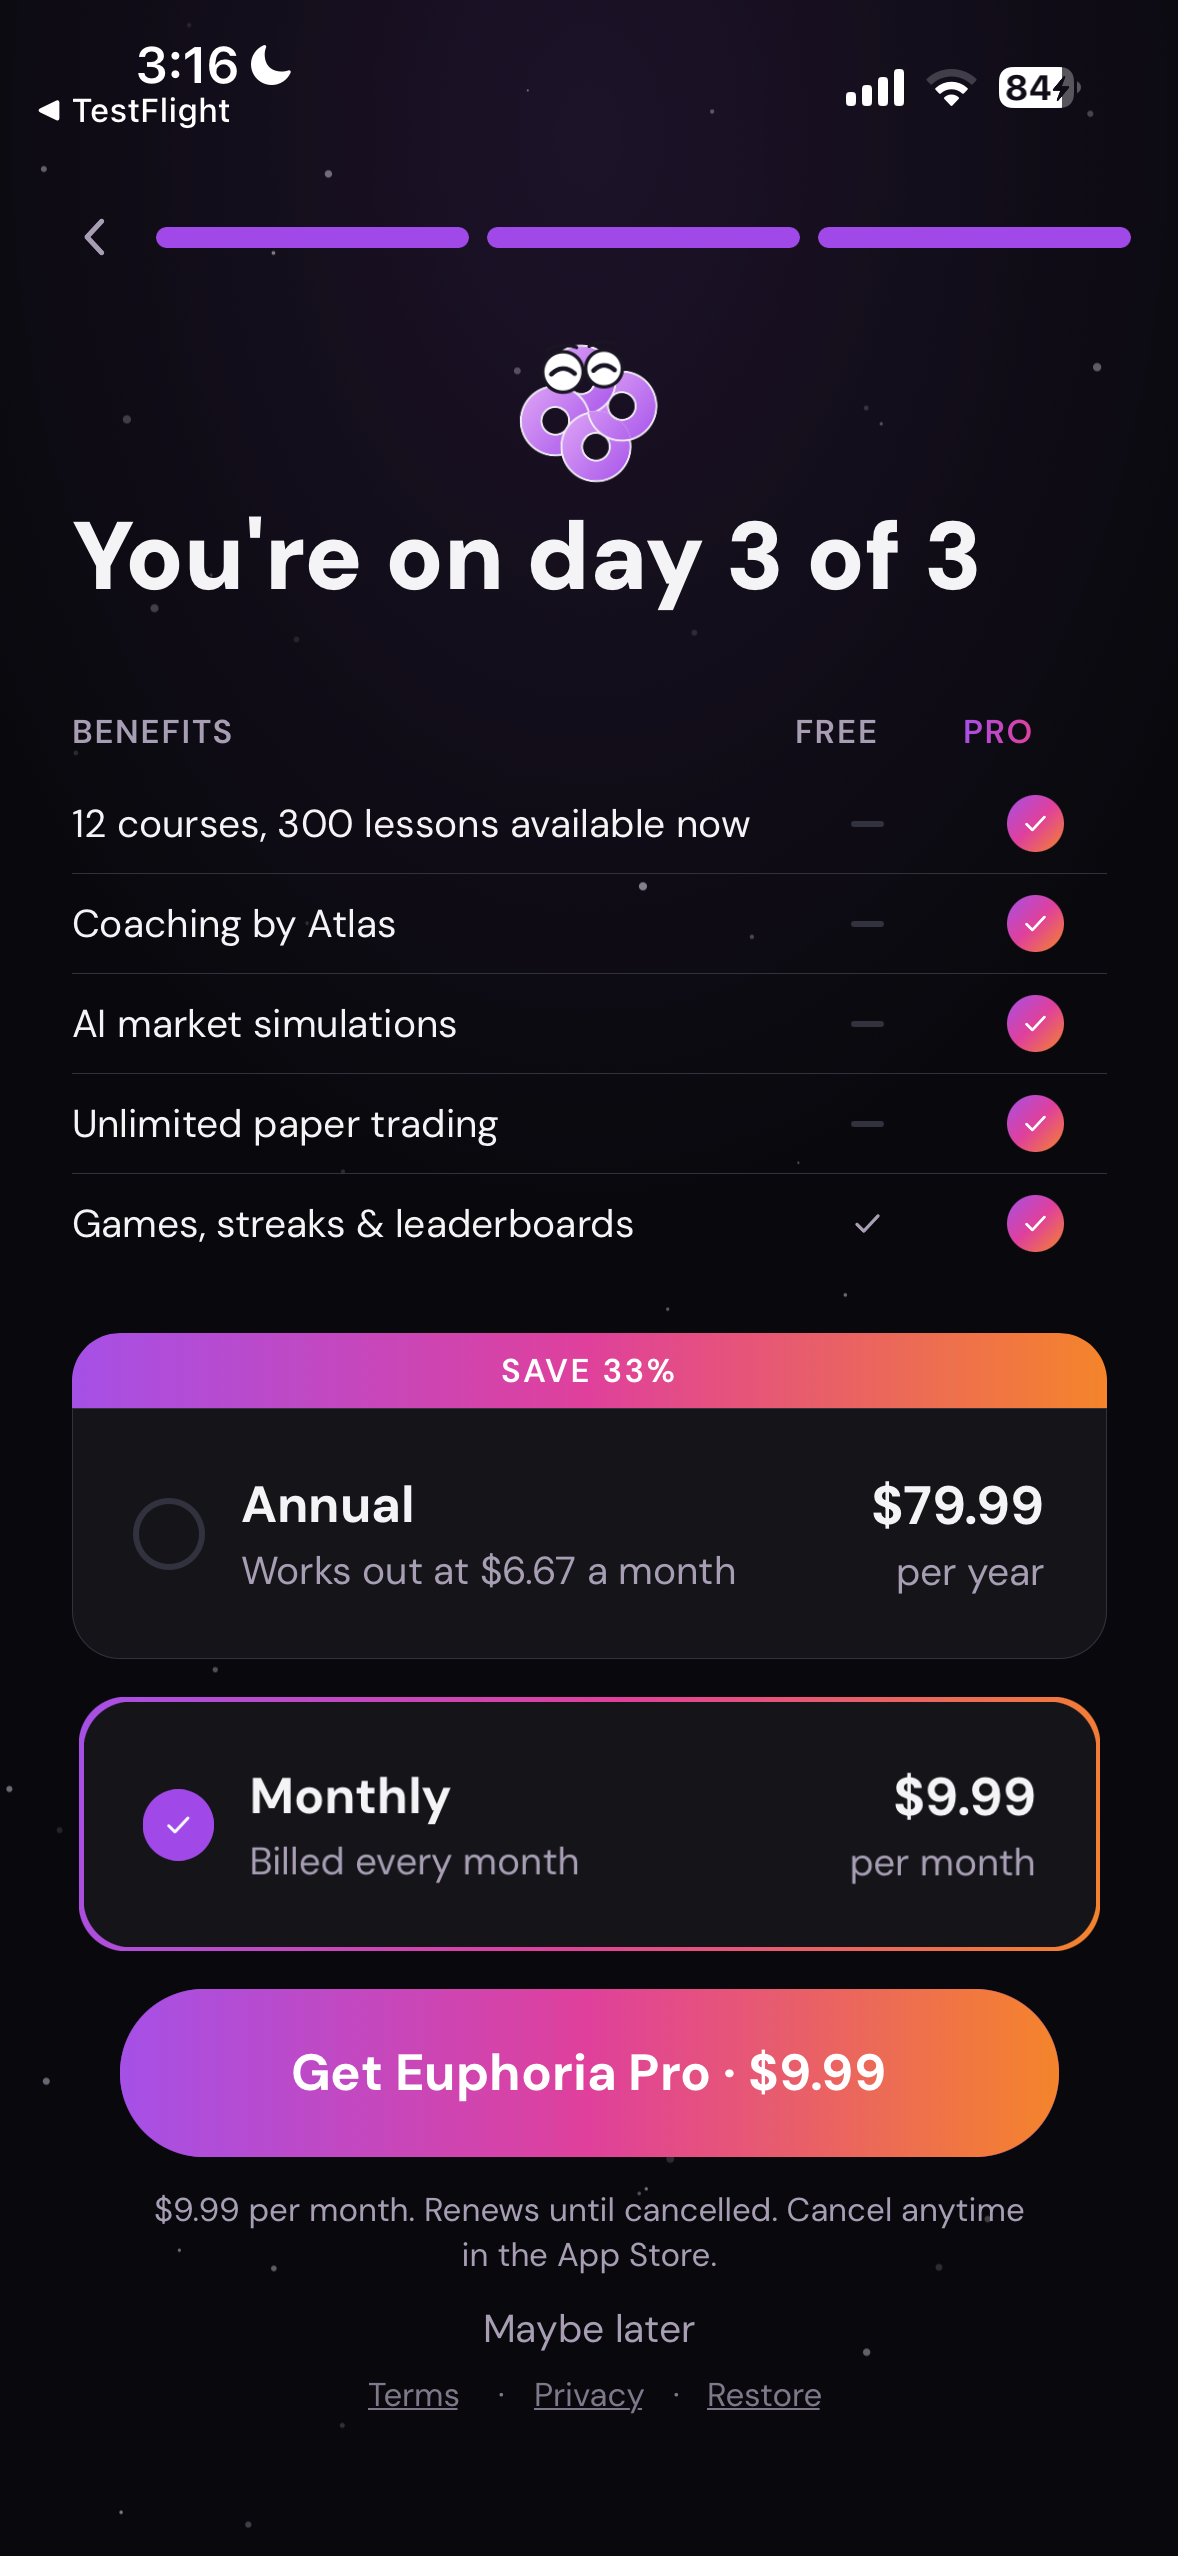 3:16
TestFlight
84
You're on day 3 of 3
BENEFITS FREE PRO
12 courses, 300 lessons available now
Coaching by Atlas
AI market simulations
Unlimited paper trading
Games, streaks & leaderboards
SAVE 33%
Annual $79.99
Works out at $6.67 a month per year
Monthly $9.99
Billed every month per month
Get Euphoria Pro · $9.99
$9.99 per month. Renews until cancelled. Cancel anytime
in the App Store.
Maybe later
Terms · Privacy · Restore